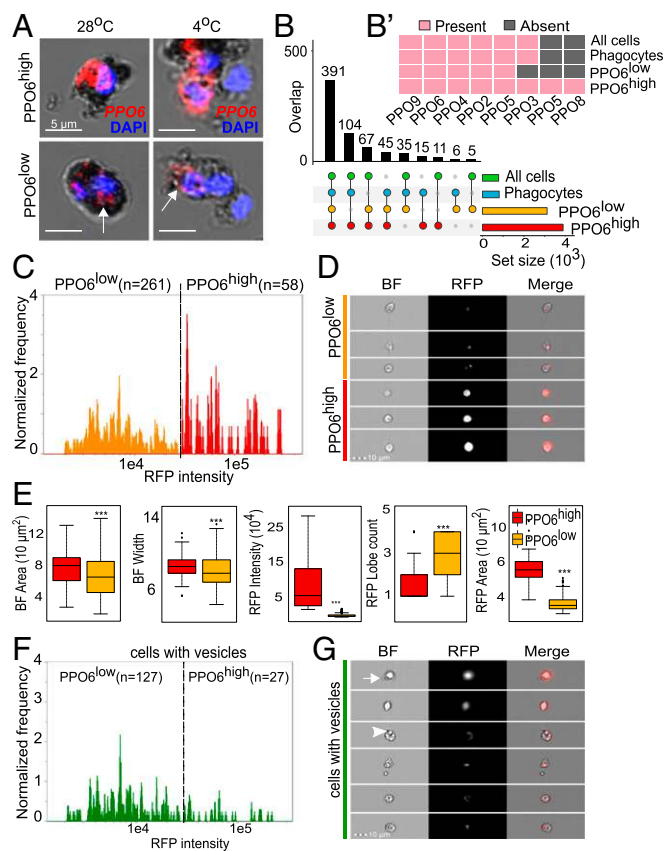 A
28°C
4°C
PPO6high
PPO6
DAPI
5 µm
PPO6
DAPI
PPO6low
B
500
Overlap
0
391
104
67
45
35
15
11
6
5
All cells
Phagocytes
PPO6low
PPO6high
0
2
4
Set size (10³)
B'
Present
Absent
All cells
Phagocytes
PPO6low
PPO6high
PPO9
PPO6
PPO4
PPO2
PPO5
PPO3
PPO5
PPO8
C
PPO6low(n=261)
PPO6high(n=58)
Normalized frequency
4
2
0
1e4
1e5
RFP intensity
D
BF
RFP
Merge
PPO6low
PPO6high
10 µm
E
BF Area (10 µm²)
12
8
4
***
BF Width
14
6
***
RFP Intensity (10⁴)
25
15
5
***
RFP Lobe count
5
3
1
***
RFP Area (10 µm²)
10
6
4
***
PPO6high
PPO6low
F
cells with vesicles
PPO6low(n=127)
PPO6high(n=27)
Normalized frequency
4
3
2
1
0
1e4
1e5
RFP intensity
G
BF
RFP
Merge
cells with vesicles
10 µm